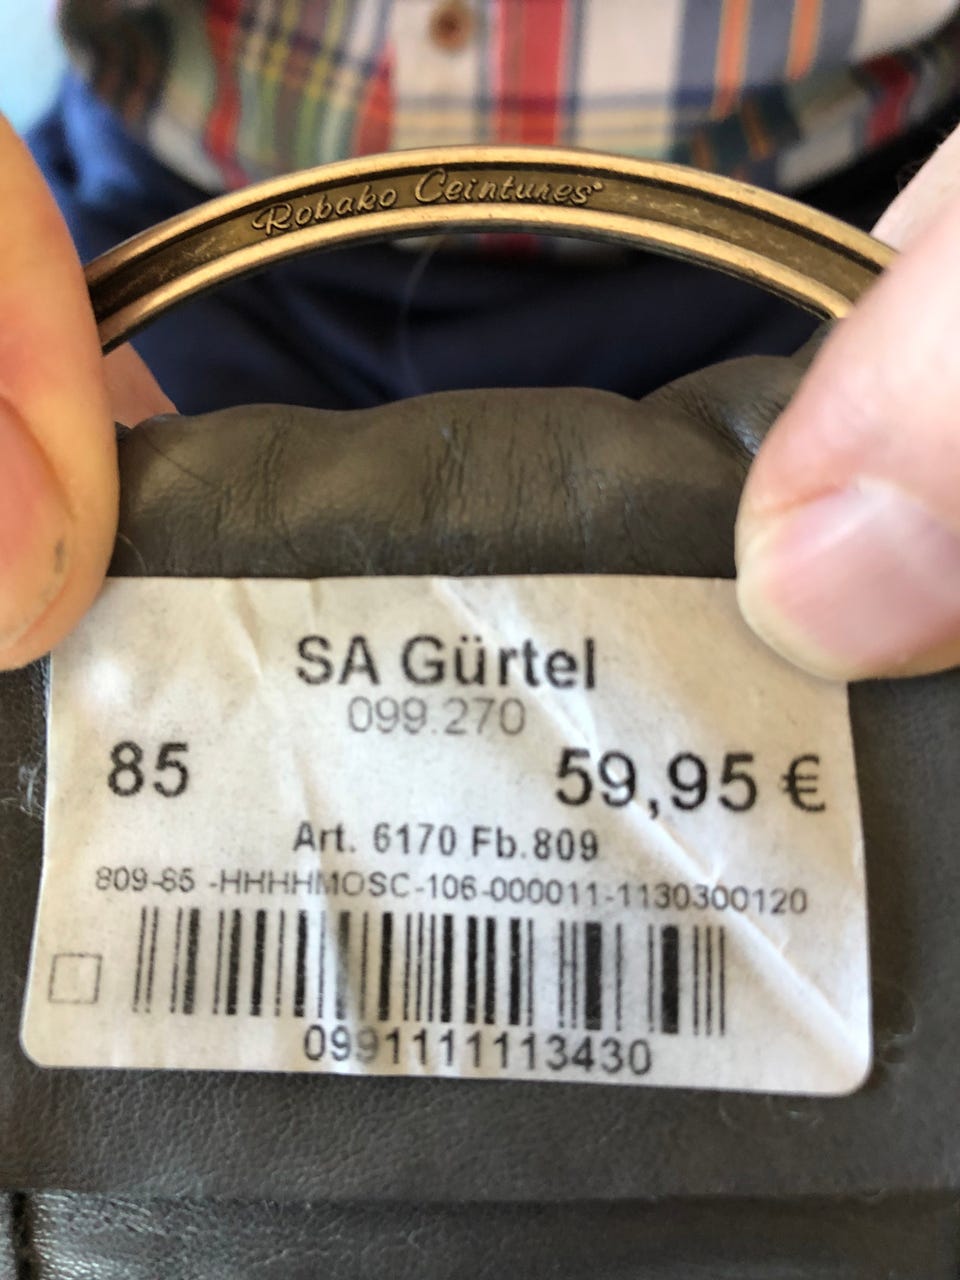 Robako Ceintures
SA Gürtel
099.270
85
59,95 €
Art. 6170 Fb.809
809-85 -HHHHMOSC-106-000011-1130300120
0991111113430